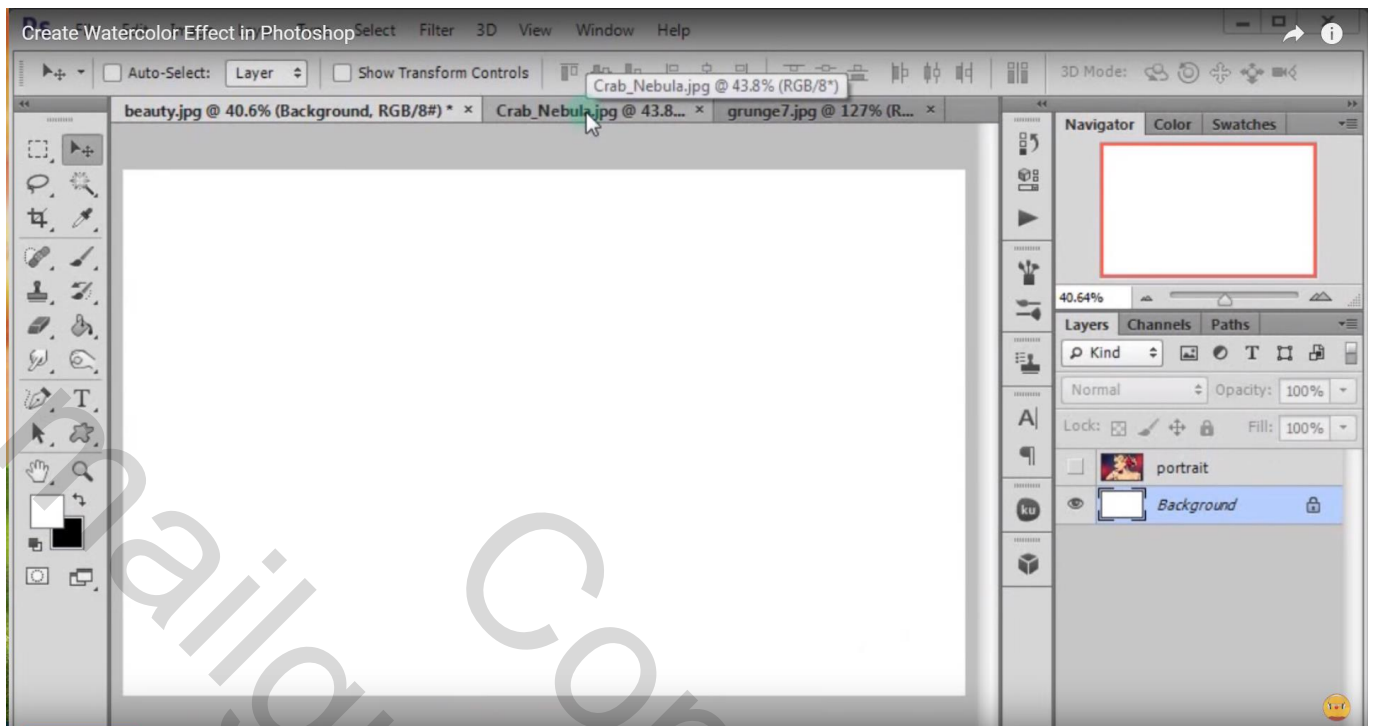 Create Watercolor Effect in Photoshop Select Filter 3D View Window Help
Auto-Select: Layer Show Transform Controls 3D Mode:
Crab_Nebula.jpg @ 43.8% (RGB/8*)
beauty.jpg @ 40.6% (Background, RGB/8#) * × Crab_Nebula.jpg @ 43.8... × grunge7.jpg @ 127% (R... ×
Navigator Color Swatches
40.64%
Layers Channels Paths
Kind
Normal Opacity: 100%
Lock: Fill: 100%
portrait
Background
ku